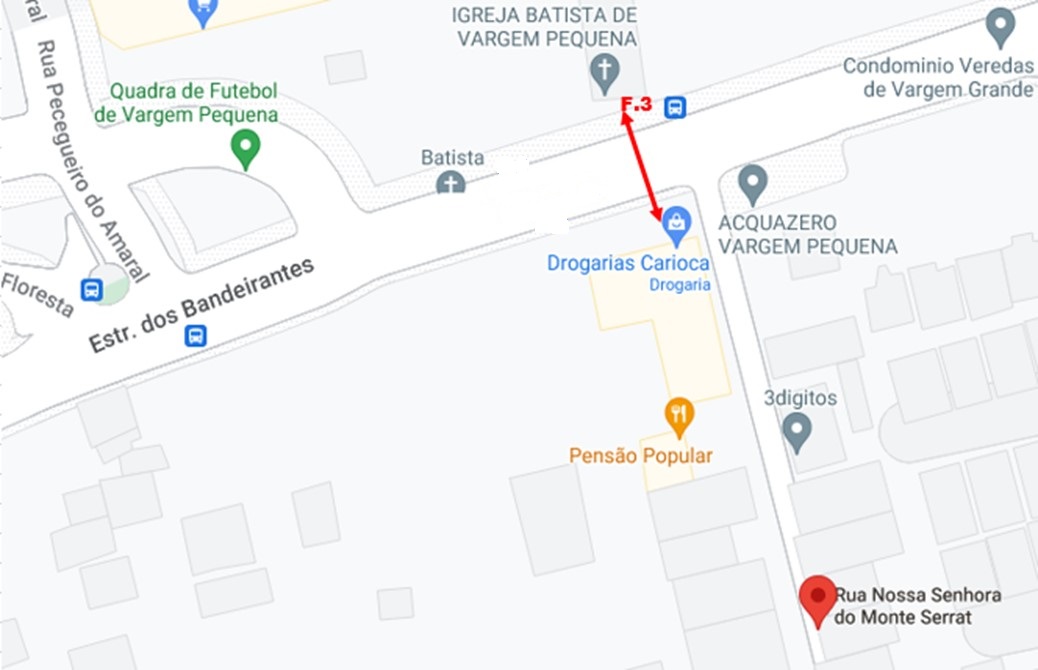 ral
IGREJA BATISTA DE
VARGEM PEQUENA
Rua Pecegueiro do Amaral
Condominio Veredas
de Vargem Grande
Quadra de Futebol
de Vargem Pequena
F.3
Batista
ACQUAZERO
VARGEM PEQUENA
Drogarias Carioca
Drogaria
Floresta
Estr. dos Bandeirantes
3digitos
Pensão Popular
Rua Nossa Senhora
do Monte Serrat